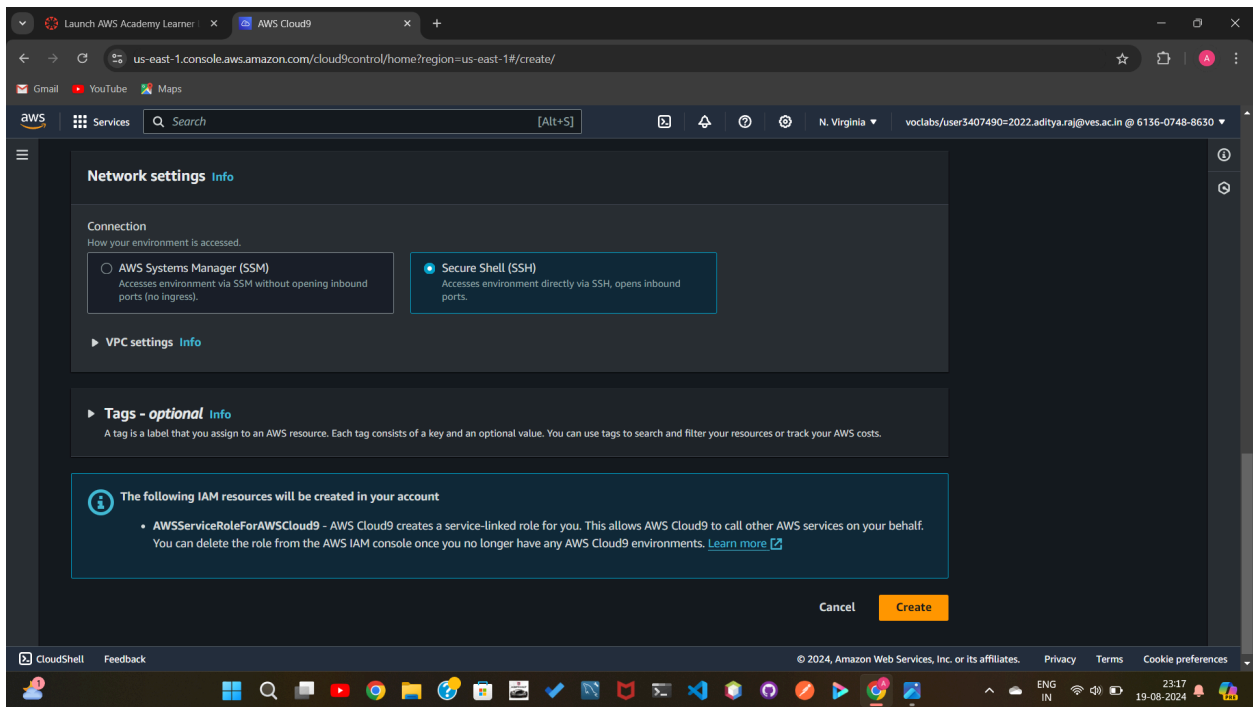 Launch AWS Academy Learner
AWS Cloud9
us-east-1.console.aws.amazon.com/cloud9control/home?region=us-east-1#/create/
A
Gmail
YouTube
Maps
aws
Services
Search
[Alt+S]
N. Virginia
voclabs/user3407490=2022.aditya.raj@ves.ac.in @ 6136-0748-8630
Network settings Info
Connection
How your environment is accessed.
AWS Systems Manager (SSM)
Accesses environment via SSM without opening inbound
ports (no ingress).
Secure Shell (SSH)
Accesses environment directly via SSH, opens inbound
ports.
VPC settings Info
Tags - optional Info
A tag is a label that you assign to an AWS resource. Each tag consists of a key and an optional value. You can use tags to search and filter your resources or track your AWS costs.
The following IAM resources will be created in your account
• AWSServiceRoleForAWSCloud9 - AWS Cloud9 creates a service-linked role for you. This allows AWS Cloud9 to call other AWS services on your behalf.
You can delete the role from the AWS IAM console once you no longer have any AWS Cloud9 environments. Learn more
Cancel
Create
CloudShell
Feedback
© 2024, Amazon Web Services, Inc. or its affiliates.
Privacy
Terms
Cookie preferences
1
ENG
IN
23:17
19-08-2024